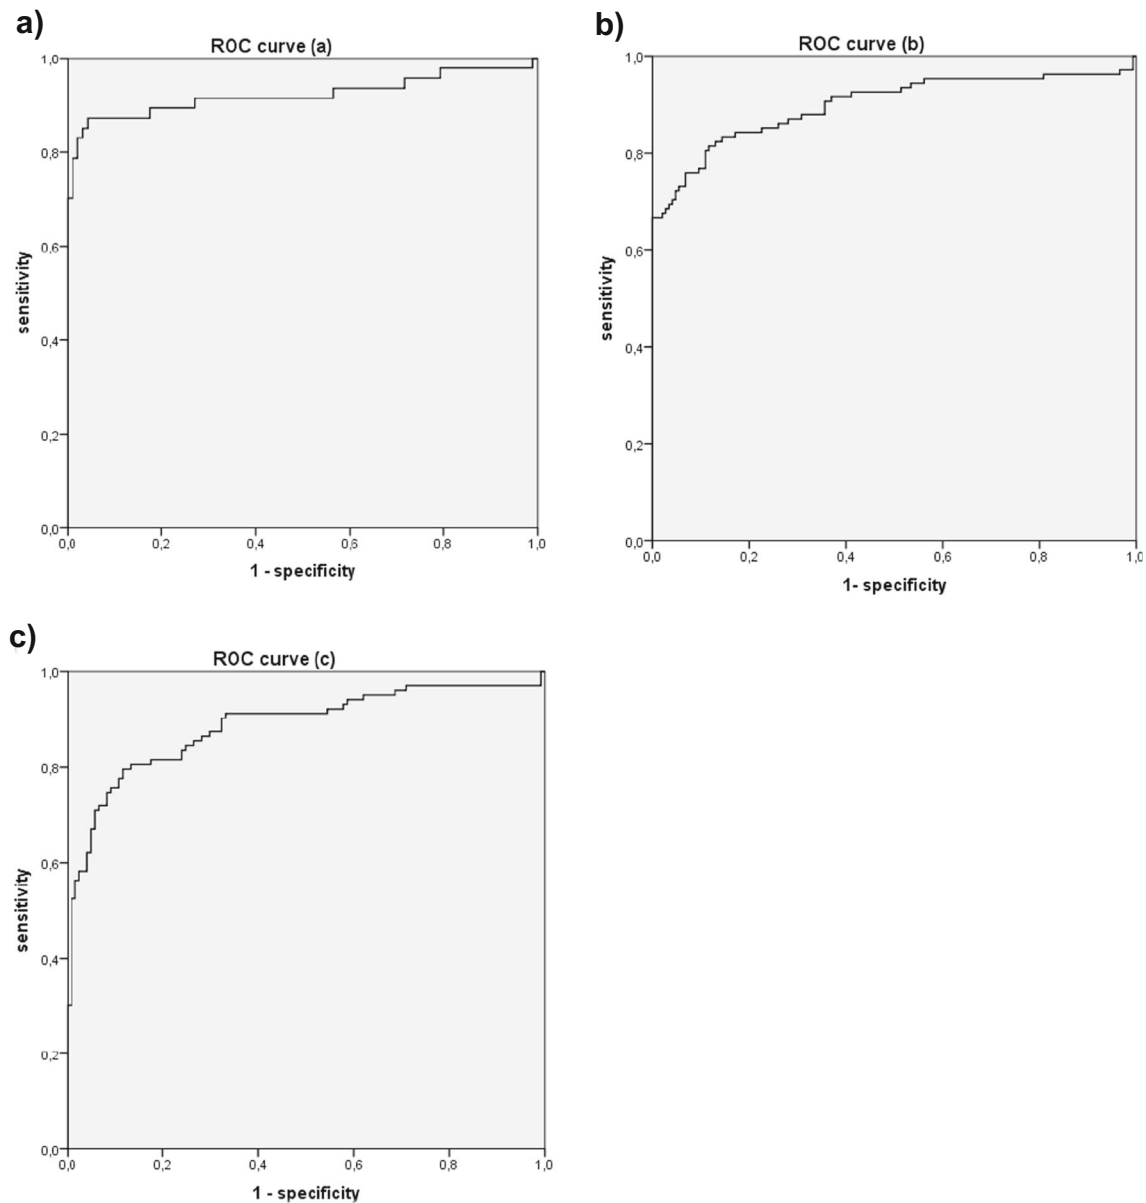 a)
ROC curve (a)
1,0
0,8
0,6
0,4
0,2
0,0
sensitivity
0,0 0,2 0,4 0,6 0,8 1,0
1 - specificity
b)
ROC curve (b)
1,0
0,8
0,6
0,4
0,2
0,0
sensitivity
0,0 0,2 0,4 0,6 0,8 1,0
1- specificity
c)
ROC curve (c)
1,0
0,8
0,6
0,4
0,2
0,0
sensitivity
0,0 0,2 0,4 0,6 0,8 1,0
1 - specificity